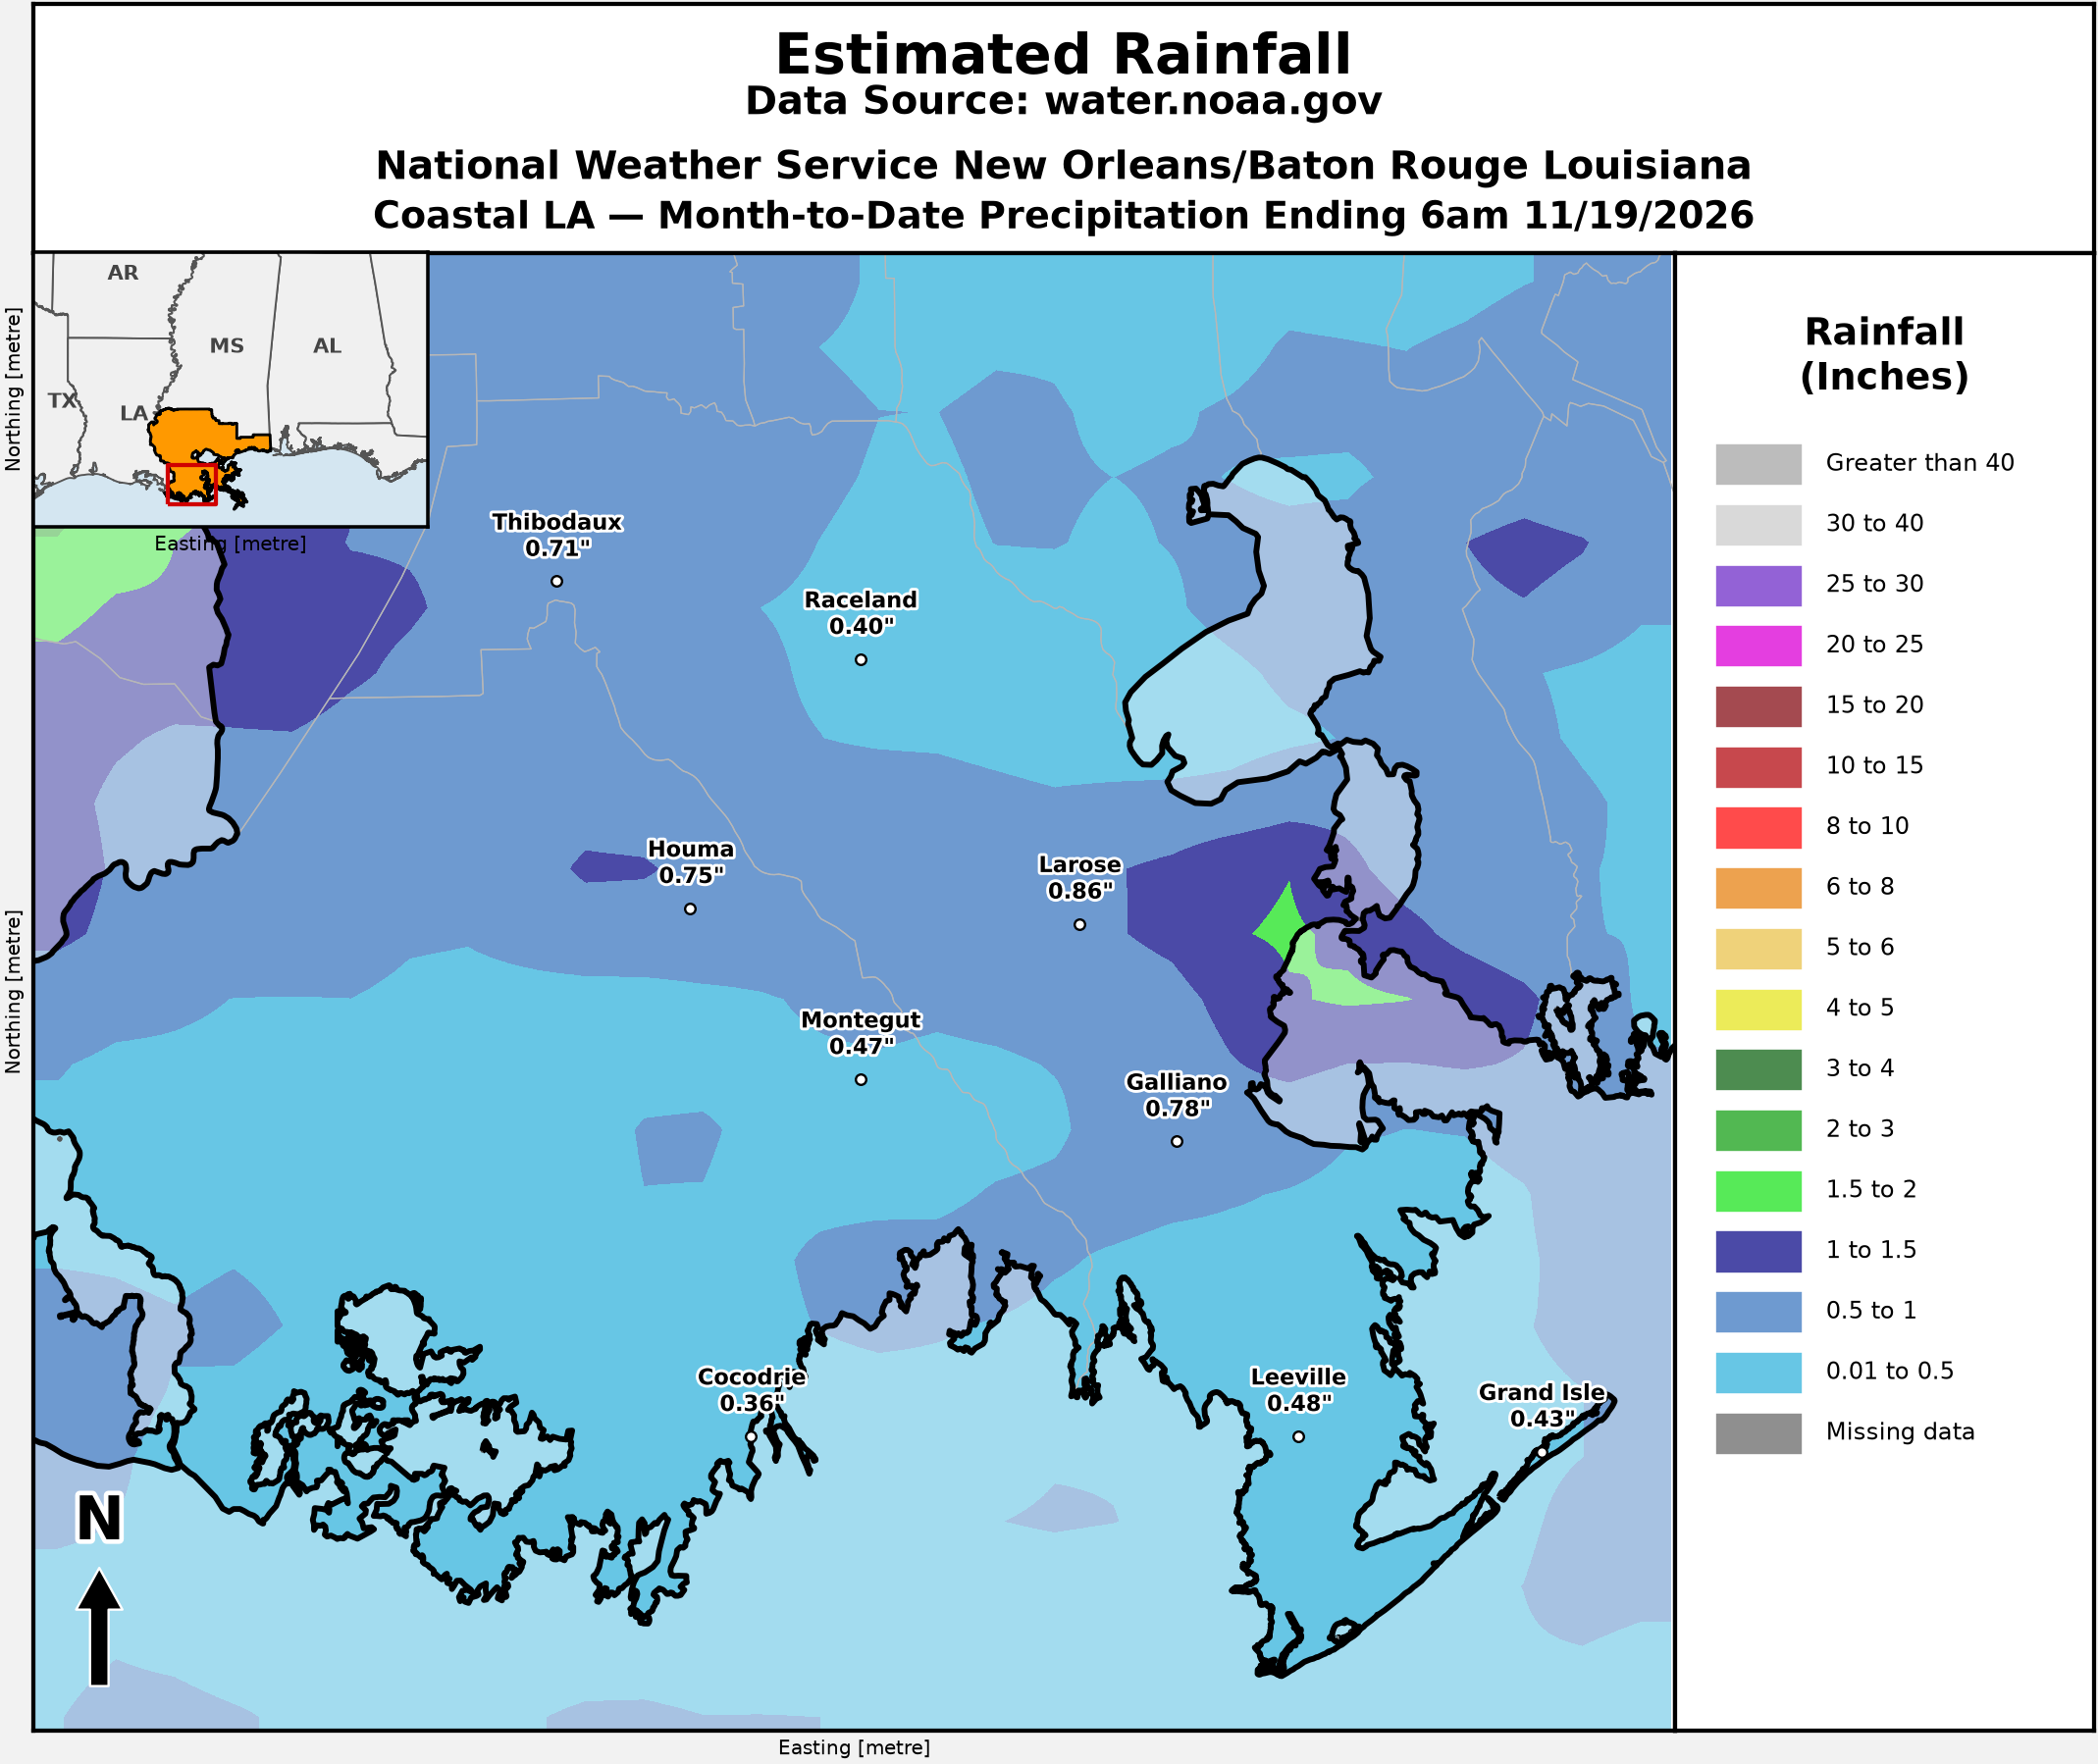 Estimated Rainfall
Data Source: water.noaa.gov
National Weather Service New Orleans/Baton Rouge Louisiana
Coastal LA — Month-to-Date Precipitation Ending 6am 11/19/2026
AR
MS
AL
TX
LA
Northing [metre]
Easting [metre]
Thibodaux
0.71"
Raceland
0.40"
Houma
0.75"
Larose
0.86"
Montegut
0.47"
Galliano
0.78"
Cocodrie
0.36"
Leeville
0.48"
Grand Isle
0.43"
N
Northing [metre]
Easting [metre]
Rainfall
(Inches)
Greater than 40
30 to 40
25 to 30
20 to 25
15 to 20
10 to 15
8 to 10
6 to 8
5 to 6
4 to 5
3 to 4
2 to 3
1.5 to 2
1 to 1.5
0.5 to 1
0.01 to 0.5
Missing data